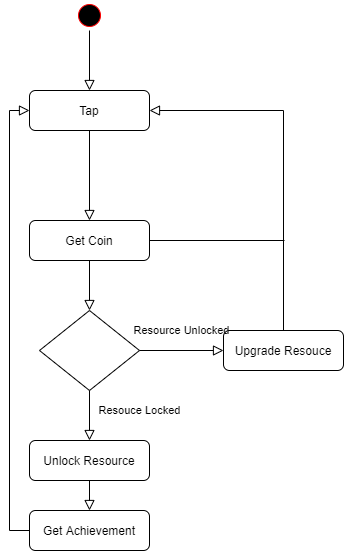 Tap
Get Coin
Resource Unlocked
Upgrade Resouce
Resouce Locked
Unlock Resource
Get Achievement